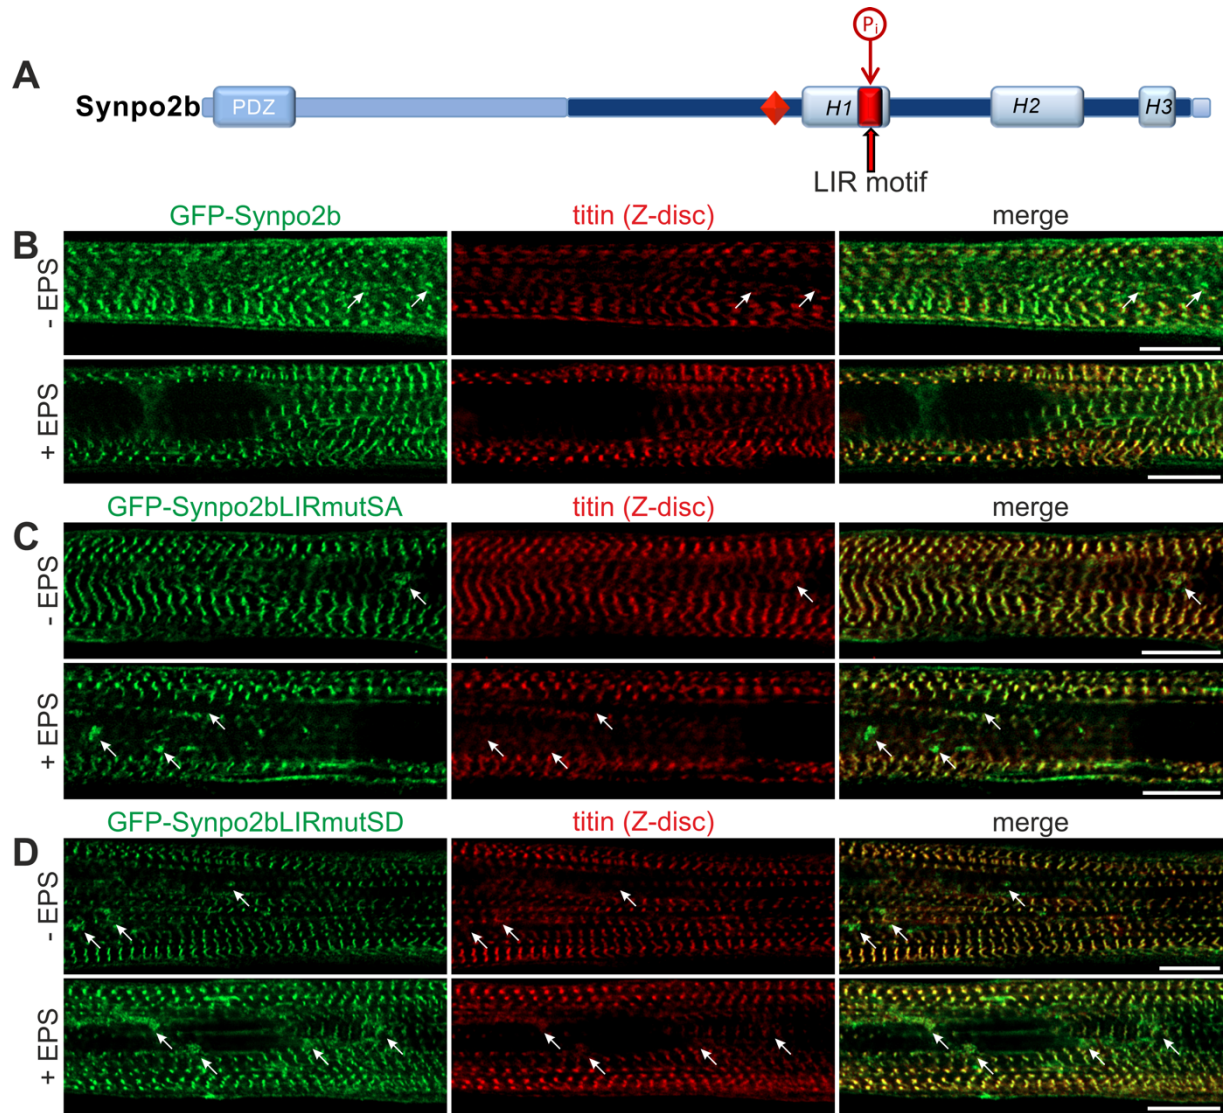 A
Pi
Synpo2b
PDZ
H1
H2
H3
LIR motif
GFP-Synpo2b
titin (Z-disc)
merge
B
- EPS
+ EPS
GFP-Synpo2bLIRmutSA
titin (Z-disc)
merge
C
- EPS
+ EPS
GFP-Synpo2bLIRmutSD
titin (Z-disc)
merge
D
- EPS
+ EPS